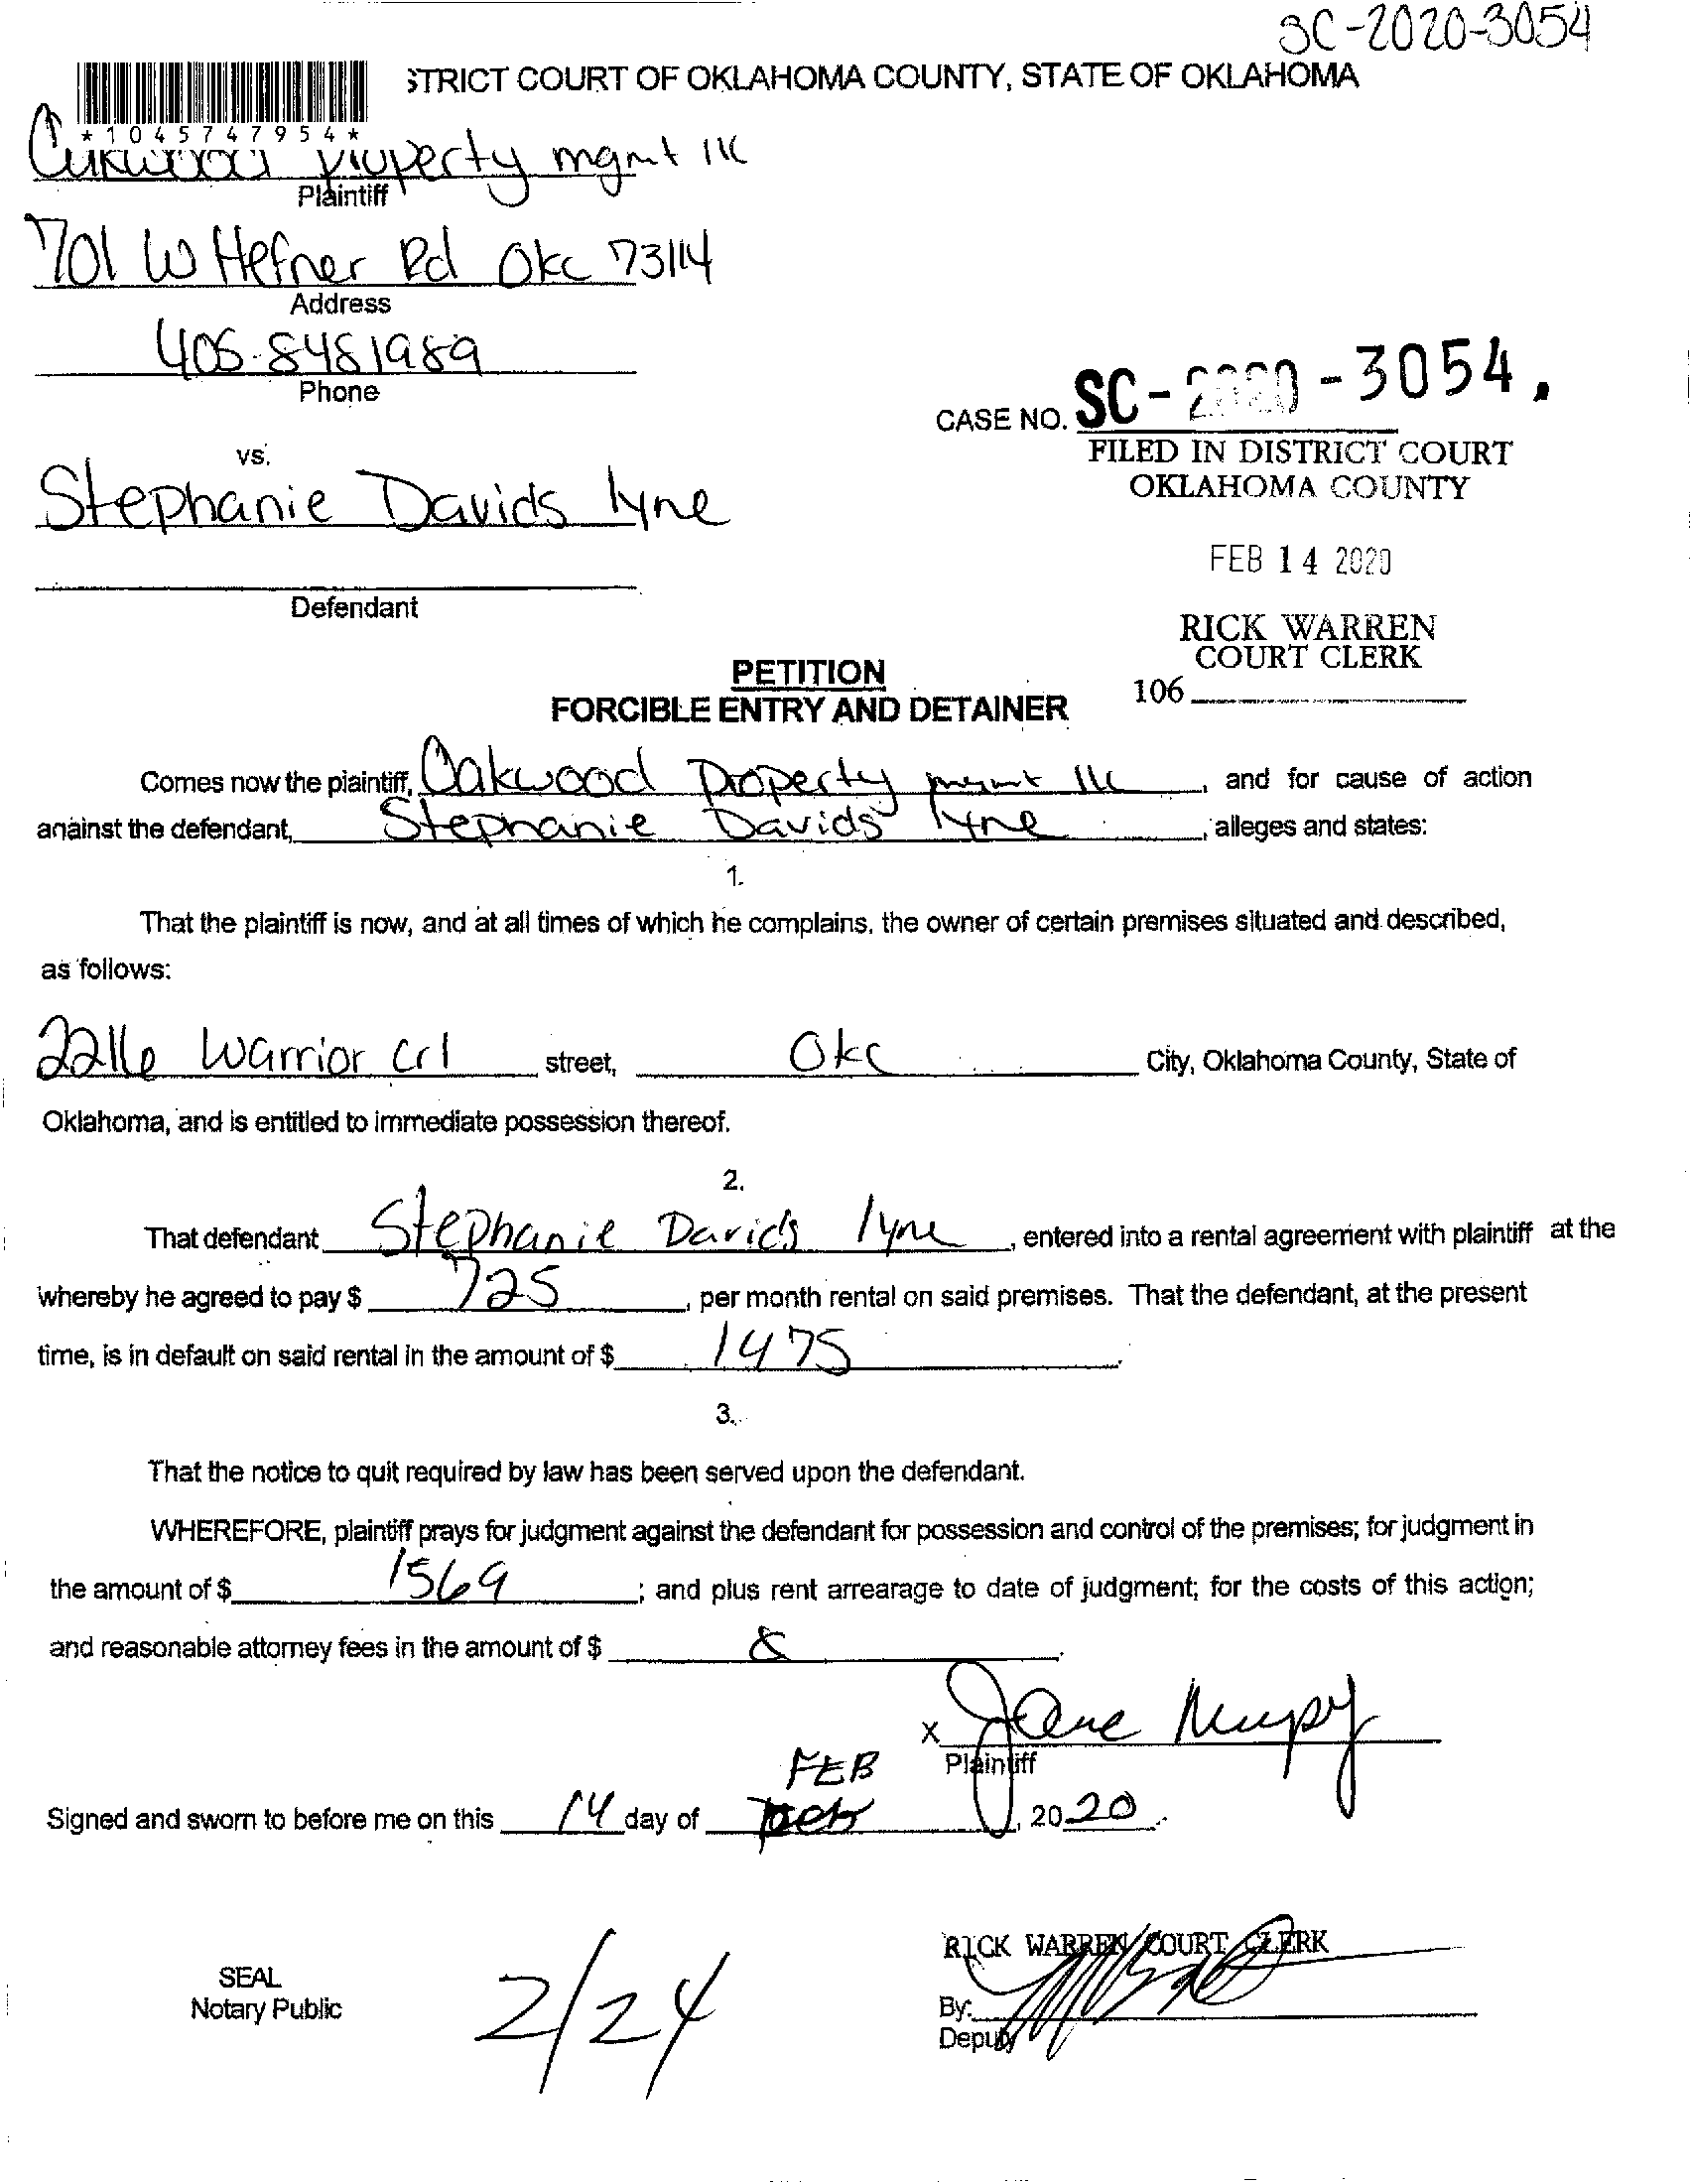 SC-2020-3054
STRICT COURT OF OKLAHOMA COUNTY, STATE OF OKLAHOMA
*1045747954*
Oakwood Property mgmt llc
Plaintiff
701 W Hefner Rd Okc 73114
Address
405-8481989
Phone
CASE NO. SC-2020-3054.
FILED IN DISTRICT COURT
OKLAHOMA COUNTY
vs.
Stephanie Davids lyne
FEB 14 2020
Defendant
RICK WARREN
COURT CLERK
106
PETITION
FORCIBLE ENTRY AND DETAINER
Comes now the plaintiff, Oakwood Property mgmt llc, and for cause of action
against the defendant, Stephanie Davids lyne, alleges and states:
1.
That the plaintiff is now, and at all times of which he complains, the owner of certain premises situated and described,
as follows:
2216 Warrior Crl street, Okc City, Oklahoma County, State of
Oklahoma, and is entitled to immediate possession thereof.
2.
That defendant Stephanie Davids lyne, entered into a rental agreement with plaintiff at the
whereby he agreed to pay $ 725, per month rental on said premises. That the defendant, at the present
time, is in default on said rental in the amount of $ 1475.
3.
That the notice to quit required by law has been served upon the defendant.
WHEREFORE, plaintiff prays for judgment against the defendant for possession and control of the premises; for judgment in
the amount of $ 1569; and plus rent arrearage to date of judgment; for the costs of this action;
and reasonable attorney fees in the amount of $
x Jane
Plaintiff
FEB
Signed and sworn to before me on this 14 day of , 2020.
RICK WARREN COURT CLERK
SEAL
Notary Public
2/24
By:
Deputy